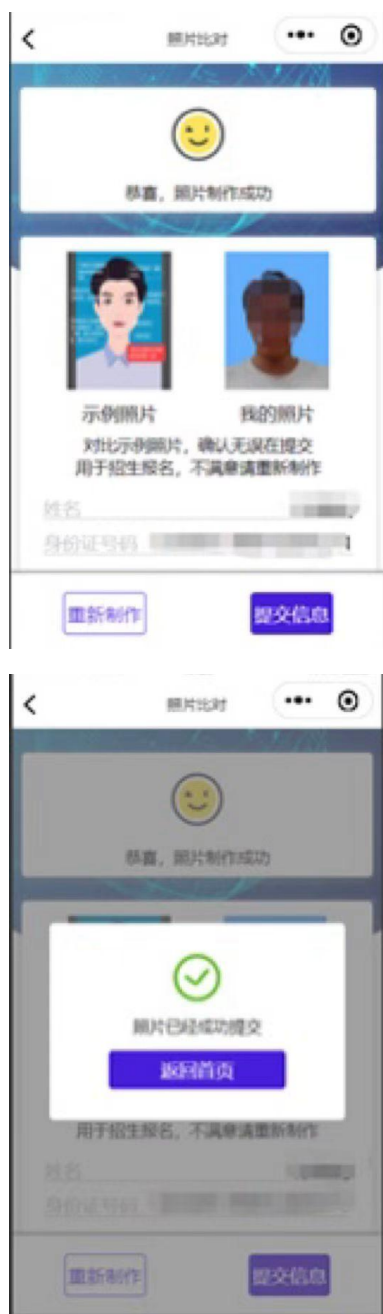 照片比对
恭喜，照片制作成功
示例照片
我的照片
对比示例照片，确认无误在提交
用于招生报名，不满意请重新制作
姓名
身份证号码
重新制作
提交信息
照片比对
恭喜，照片制作成功
照片已经成功提交
返回首页
用于招生报名，不满意请重新制作
姓名
身份证号码
重新制作
提交信息